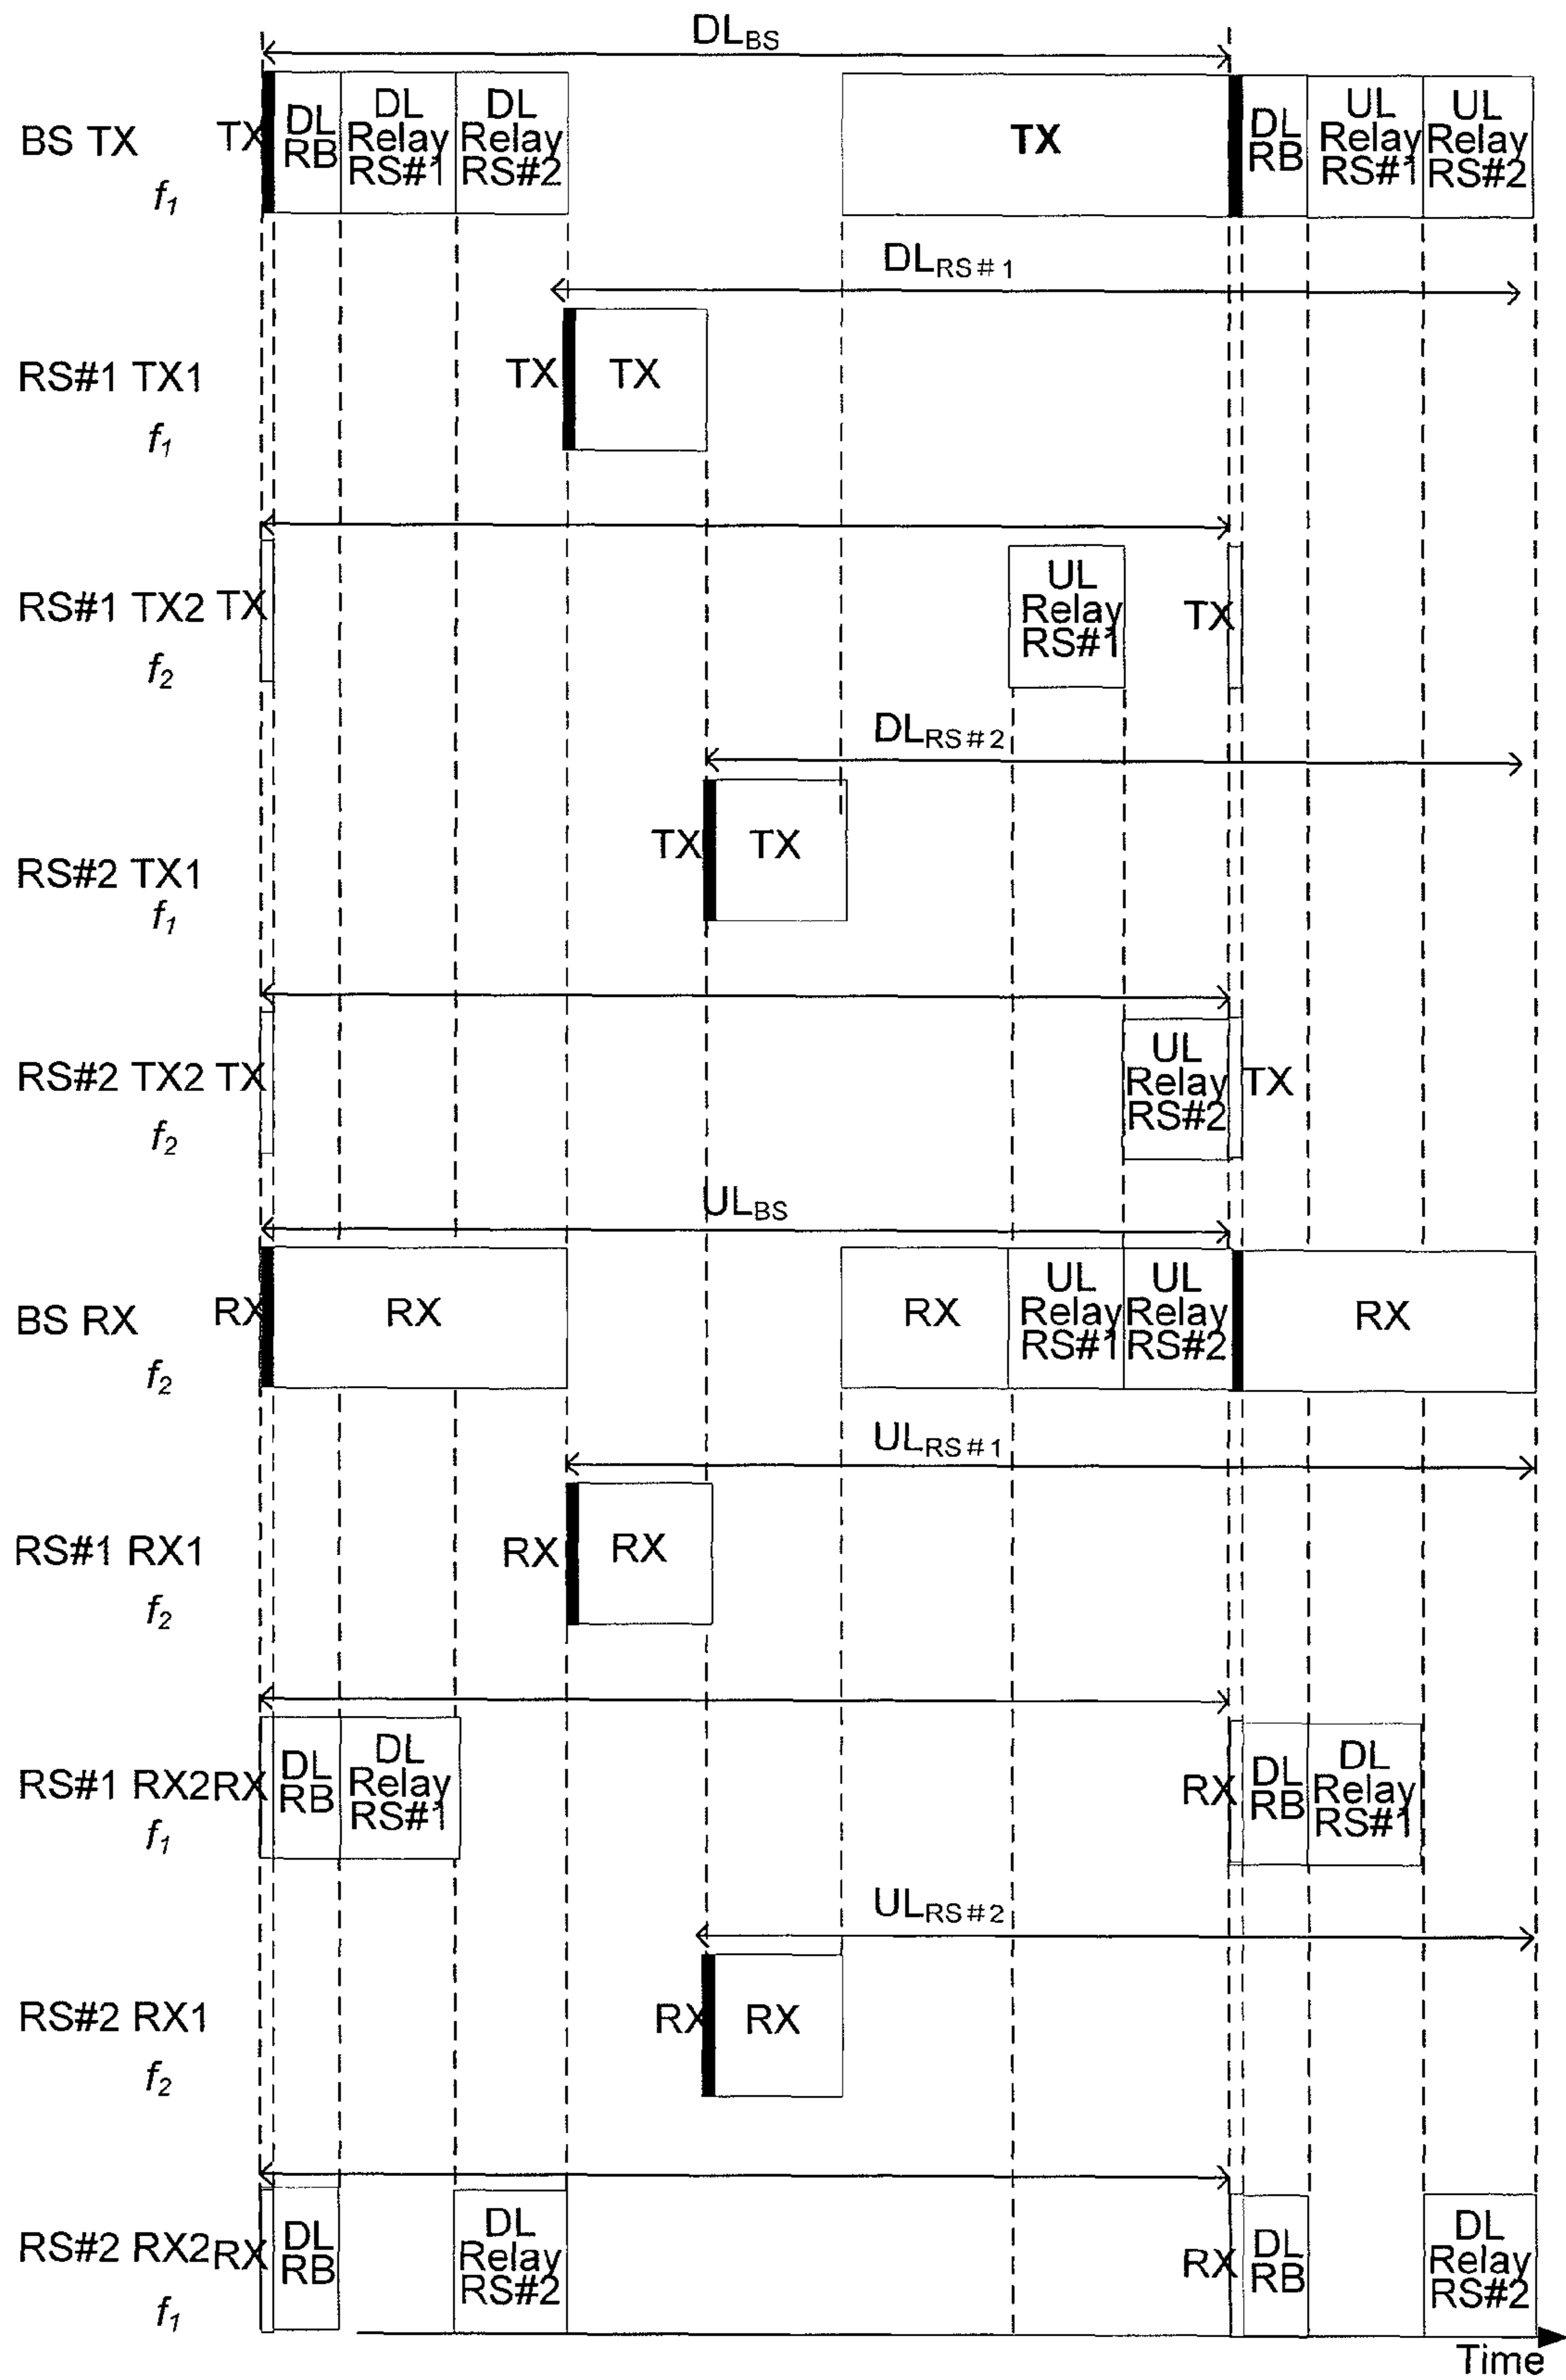 DLBS
BS TX
f1
TX
DL
RB
DL
Relay
RS#1
DL
Relay
RS#2
TX
DL
RB
UL
Relay
RS#1
UL
Relay
RS#2
DLRS#1
RS#1 TX1
f1
TX
TX
RS#1 TX2
f2
TX
UL
Relay
RS#1
TX
DLRS#2
RS#2 TX1
f1
TX
TX
RS#2 TX2
f2
TX
UL
Relay
RS#2
TX
ULBS
BS RX
f2
RX
RX
RX
UL
Relay
RS#1
UL
Relay
RS#2
RX
ULRS#1
RS#1 RX1
f2
RX
RX
RS#1 RX2
f1
RX
DL
RB
DL
Relay
RS#1
RX
DL
RB
DL
Relay
RS#1
ULRS#2
RS#2 RX1
f2
RX
RX
RS#2 RX2
f1
RX
DL
RB
DL
Relay
RS#2
RX
DL
RB
DL
Relay
RS#2
Time